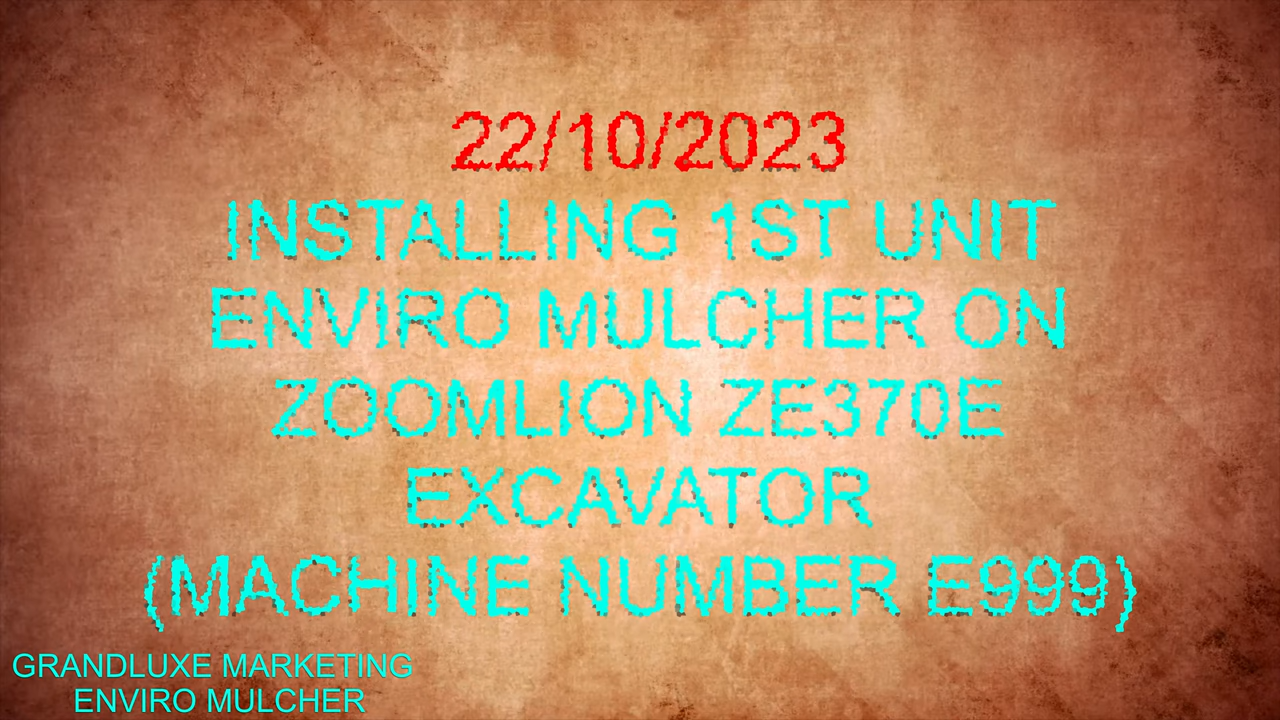 22/10/2023
INSTALLING 1ST UNIT
ENVIRO MULCHER ON
ZOOMLION ZE370E
EXCAVATOR
(MACHINE NUMBER E999)
GRANDLUXE MARKETING
ENVIRO MULCHER